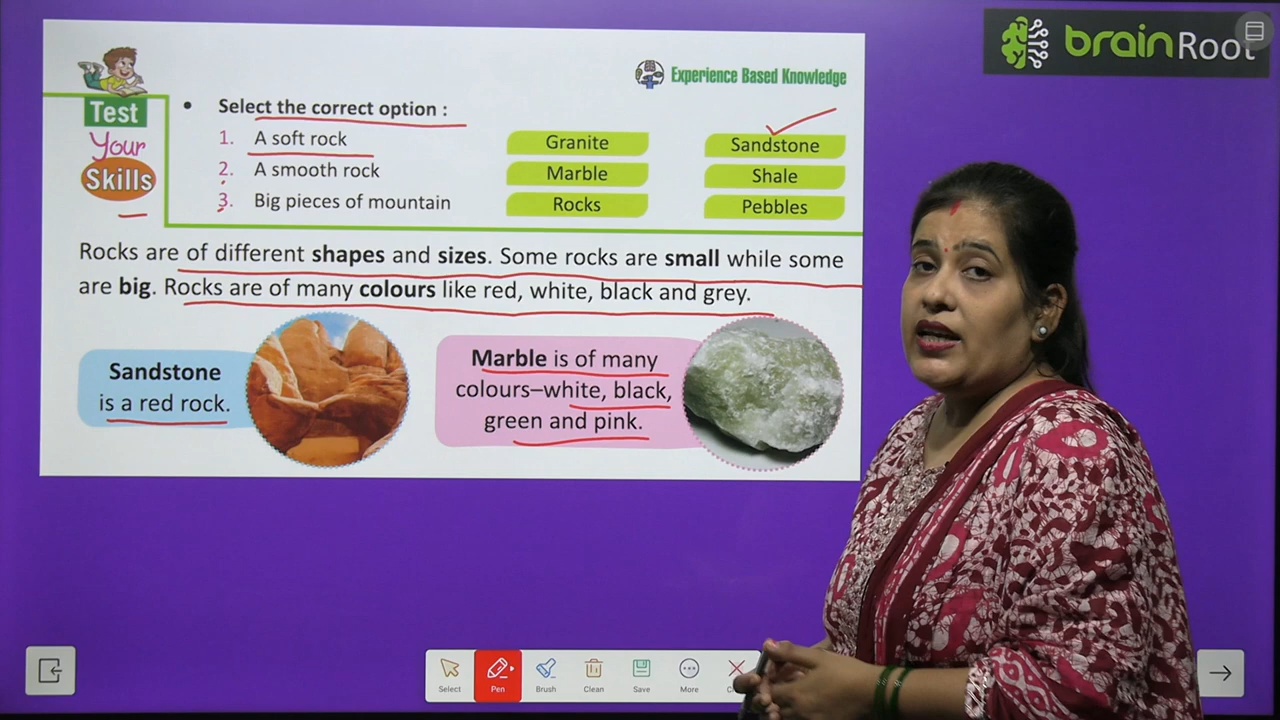 brainRoot
Experience Based Knowledge
Test
Your
Skills
• Select the correct option :
1. A soft rock Granite Sandstone
2. A smooth rock Marble Shale
3. Big pieces of mountain Rocks Pebbles
Rocks are of different shapes and sizes. Some rocks are small while some
are big. Rocks are of many colours like red, white, black and grey.
Sandstone
is a red rock.
Marble is of many
colours–white, black,
green and pink.
Select Pen Brush Clean Save More